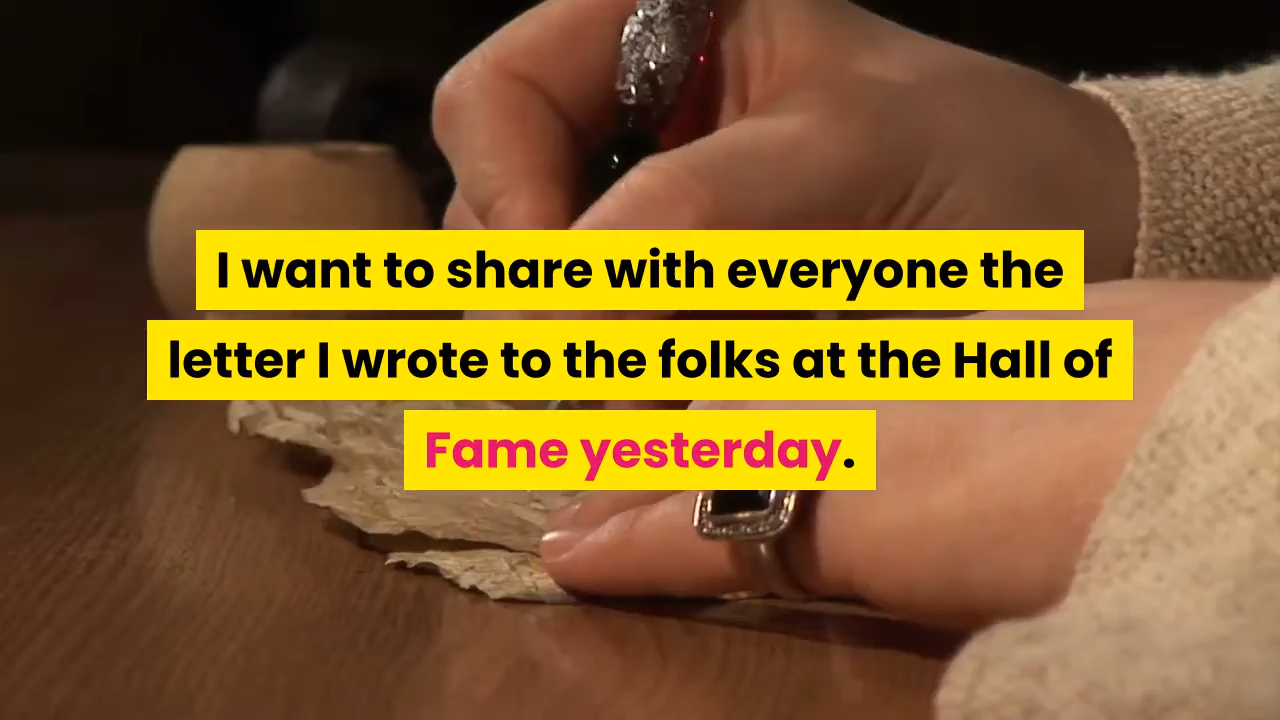 I want to share with everyone the
letter I wrote to the folks at the Hall of
Fame yesterday.